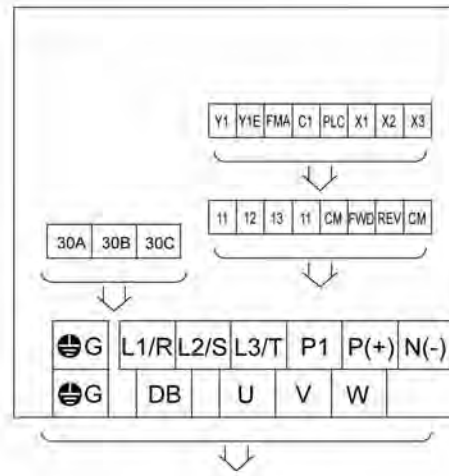 Y1 Y1E FMA C1 PLC X1 X2 X3
11 12 13 11 CM FWD REV CM
30A 30B 30C
G L1/R L2/S L3/T P1 P(+) N(-)
G DB U V W